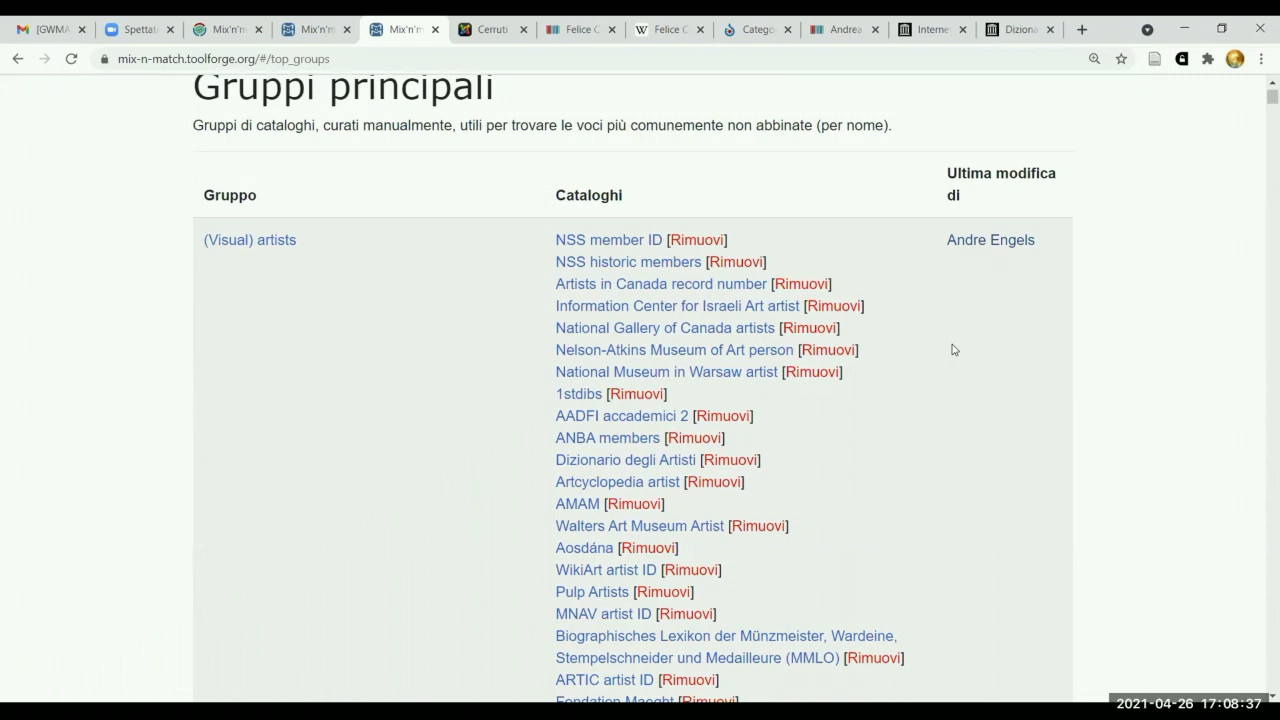 [GWMA
Spettat
Mix'n'm
Mix'n'm
Mix'n'm
Cerruti
Felice C
Felice C
Catego
Andrea
Interne
Diziona
mix-n-match.toolforge.org/#/top_groups
Gruppi principali
Gruppi di cataloghi, curati manualmente, utili per trovare le voci più comunemente non abbinate (per nome).
Gruppo
Cataloghi
Ultima modifica
di
(Visual) artists
NSS member ID [Rimuovi]
Andre Engels
NSS historic members [Rimuovi]
Artists in Canada record number [Rimuovi]
Information Center for Israeli Art artist [Rimuovi]
National Gallery of Canada artists [Rimuovi]
Nelson-Atkins Museum of Art person [Rimuovi]
National Museum in Warsaw artist [Rimuovi]
1stdibs [Rimuovi]
AADFI accademici 2 [Rimuovi]
ANBA members [Rimuovi]
Dizionario degli Artisti [Rimuovi]
Artcyclopedia artist [Rimuovi]
AMAM [Rimuovi]
Walters Art Museum Artist [Rimuovi]
Aosdána [Rimuovi]
WikiArt artist ID [Rimuovi]
Pulp Artists [Rimuovi]
MNAV artist ID [Rimuovi]
Biographisches Lexikon der Münzmeister, Wardeine,
Stempelschneider und Medailleure (MMLO) [Rimuovi]
ARTIC artist ID [Rimuovi]
Fondation Maeght [Rimuovi]
2021-04-26 17:08:37